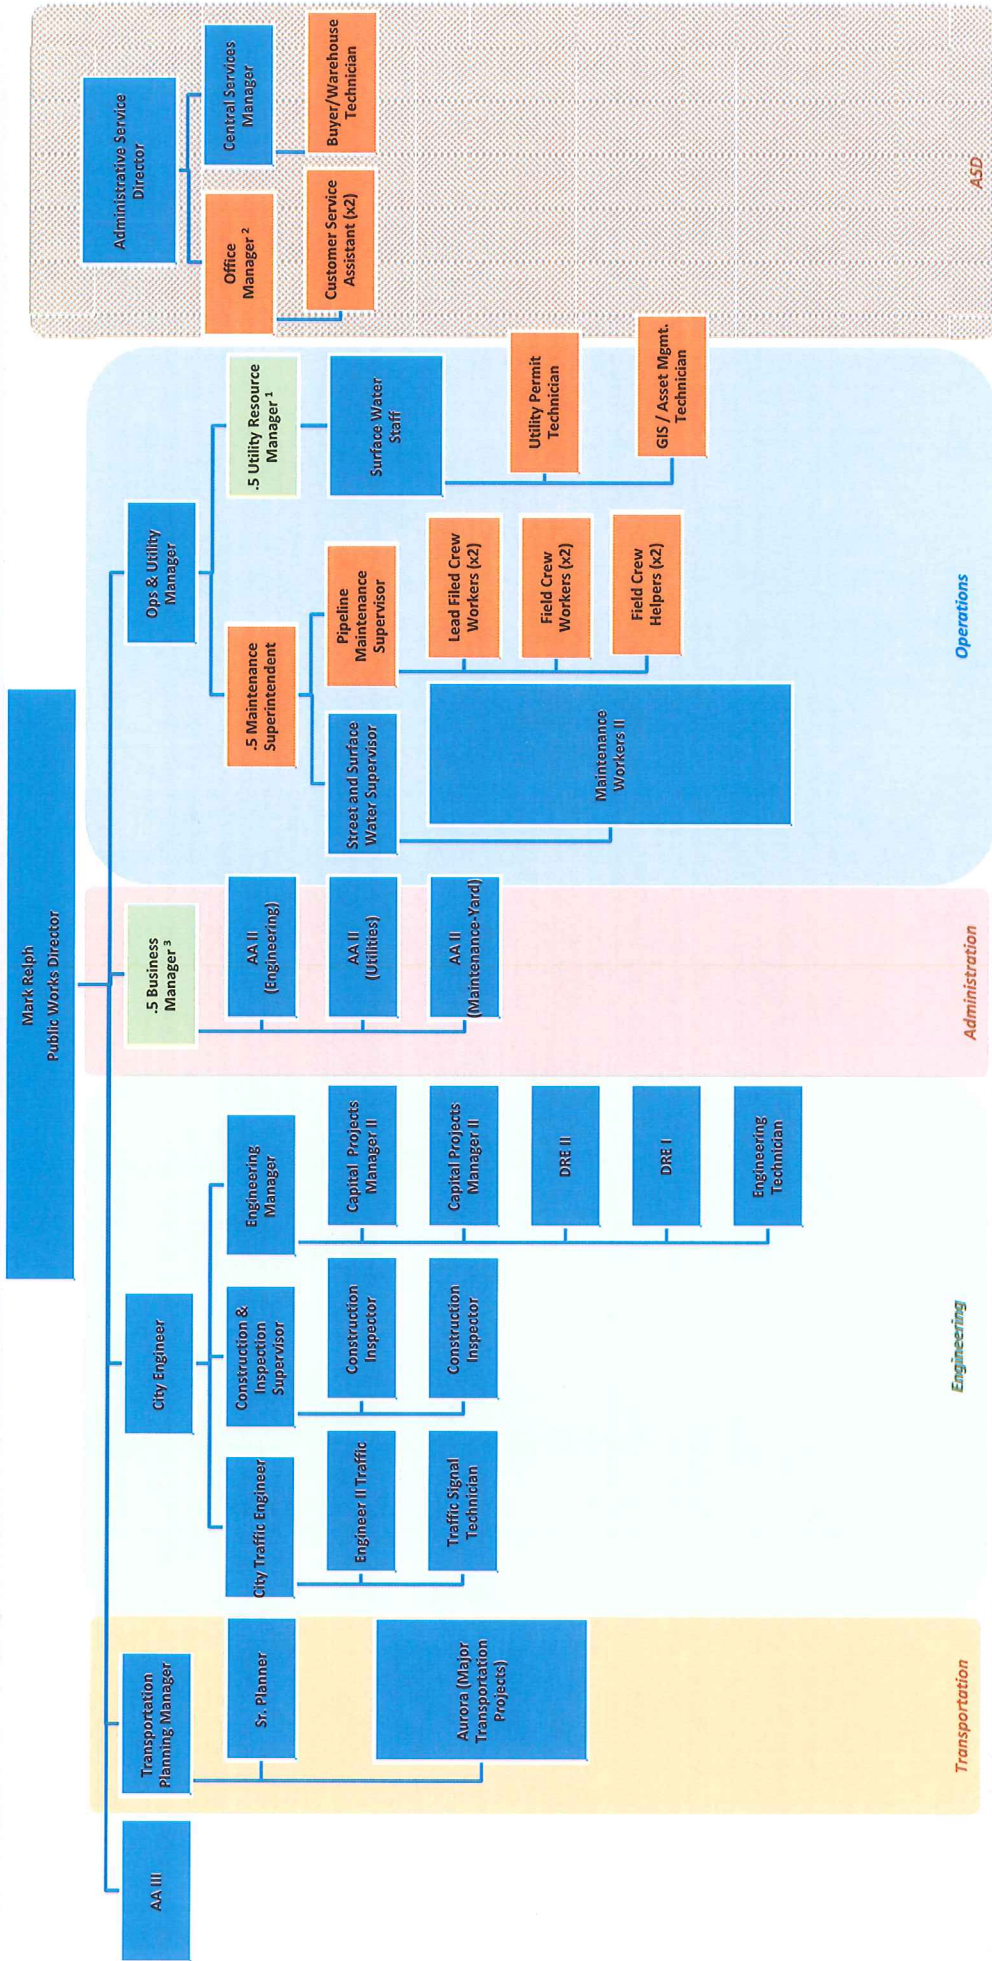 Mark Relph
Public Works Director
AA III
Transportation
Planning Manager
Sr. Planner
Aurora (Major
Transportation
Projects)
Transportation
City Engineer
City Traffic Engineer
Engineer II Traffic
Traffic Signal
Technician
Construction &
Inspection
Supervisor
Construction
Inspector
Construction
Inspector
Engineering
Manager
Capital Projects
Manager II
Capital Projects
Manager II
DRE II
DRE I
Engineering
Technician
Engineering
.5 Business
Manager ³
AA II
(Engineering)
AA II
(Utilities)
AA II
(Maintenance-Yard)
Administration
Ops & Utility
Manager
.5 Maintenance
Superintendent
Street and Surface
Water Supervisor
Maintenance
Workers II
Pipeline
Maintenance
Supervisor
Lead Filed Crew
Workers (x2)
Field Crew
Workers (x2)
Field Crew
Helpers (x2)
.5 Utility Resource
Manager ¹
Surface Water
Staff
Utility Permit
Technician
GIS / Asset Mgmt.
Technician
Operations
Administrative Service
Director
Office
Manager ²
Customer Service
Assistant (x2)
Central Services
Manager
Buyer/Warehouse
Technician
ASD